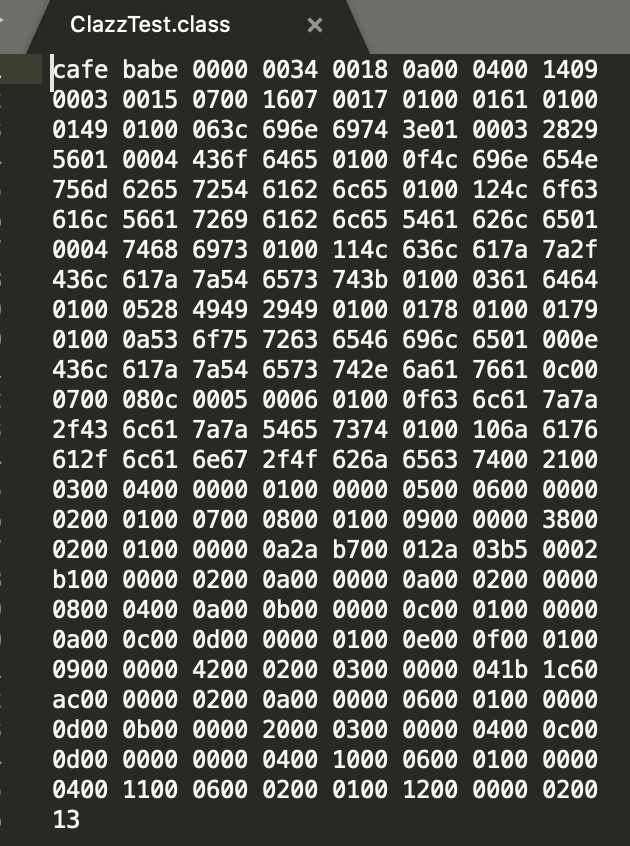 ClazzTest.class ×
cafe babe 0000 0034 0018 0a00 0400 1409
0003 0015 0700 1607 0017 0100 0161 0100
0149 0100 063c 696e 6974 3e01 0003 2829
5601 0004 436f 6465 0100 0f4c 696e 654e
756d 6265 7254 6162 6c65 0100 124c 6f63
616c 5661 7269 6162 6c65 5461 626c 6501
0004 7468 6973 0100 114c 636c 617a 7a2f
436c 617a 7a54 6573 743b 0100 0361 6464
0100 0528 4949 2949 0100 0178 0100 0179
0100 0a53 6f75 7263 6546 696c 6501 000e
436c 617a 7a54 6573 742e 6a61 7661 0c00
0700 080c 0005 0006 0100 0f63 6c61 7a7a
2f43 6c61 7a7a 5465 7374 0100 106a 6176
612f 6c61 6e67 2f4f 626a 6563 7400 2100
0300 0400 0000 0100 0000 0500 0600 0000
0200 0100 0700 0800 0100 0900 0000 3800
0200 0100 0000 0a2a b700 012a 03b5 0002
b100 0000 0200 0a00 0000 0a00 0200 0000
0800 0400 0a00 0b00 0000 0c00 0100 0000
0a00 0c00 0d00 0000 0100 0e00 0f00 0100
0900 0000 4200 0200 0300 0000 041b 1c60
ac00 0000 0200 0a00 0000 0600 0100 0000
0d00 0b00 0000 2000 0300 0000 0400 0c00
0d00 0000 0000 0400 1000 0600 0100 0000
0400 1100 0600 0200 0100 1200 0000 0200
13